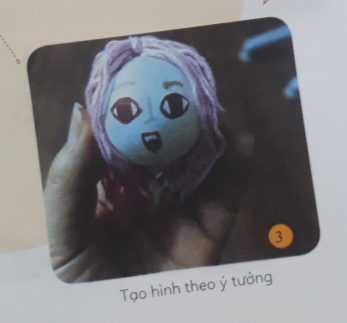 3
Tạo hình theo ý tưởng